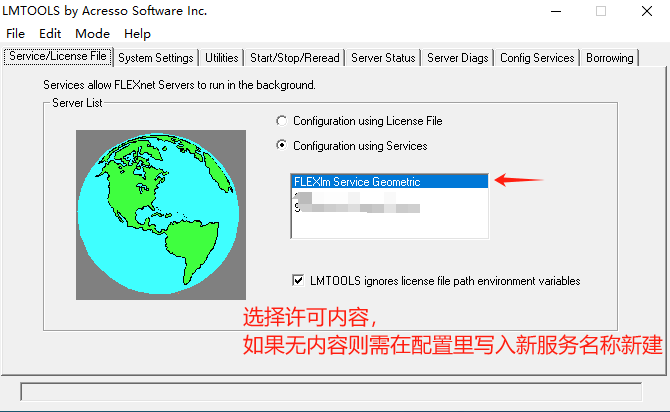 LMTOOLS by Acresso Software Inc.
File Edit Mode Help
Service/License File System Settings Utilities Start/Stop/Reread Server Status Server Diags Config Services Borrowing
Services allow FLEXnet Servers to run in the background.
Server List
Configuration using License File
Configuration using Services
FLEXlm Service Geometric
LMTOOLS ignores license file path environment variables
选择许可内容，
如果无内容则需在配置里写入新服务名称新建